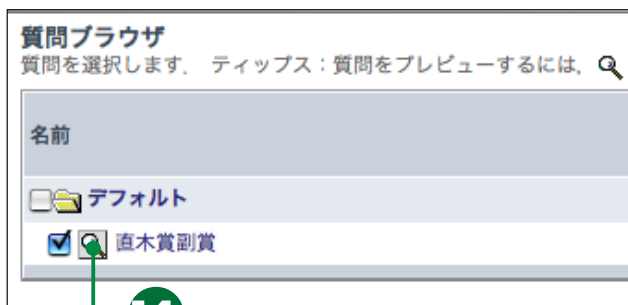 質問ブラウザ
質問を選択します. ティップス：質問をプレビューするには,
名前
デフォルト
直木賞副賞